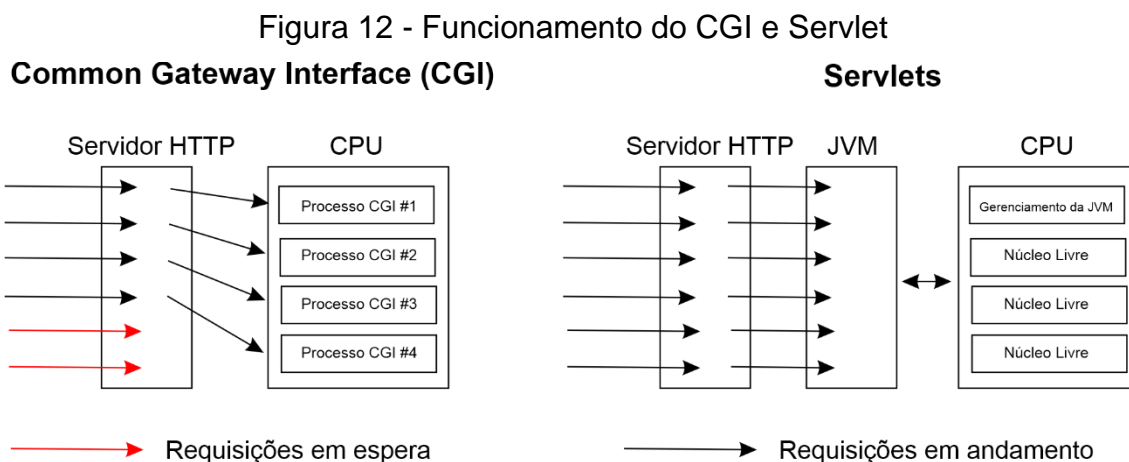 Figura 12 - Funcionamento do CGI e Servlet
Common Gateway Interface (CGI)
Servlets
Servidor HTTP
CPU
Processo CGI #1
Processo CGI #2
Processo CGI #3
Processo CGI #4
Servidor HTTP
JVM
CPU
Gerenciamento da JVM
Núcleo Livre
Núcleo Livre
Núcleo Livre
Requisições em espera
Requisições em andamento